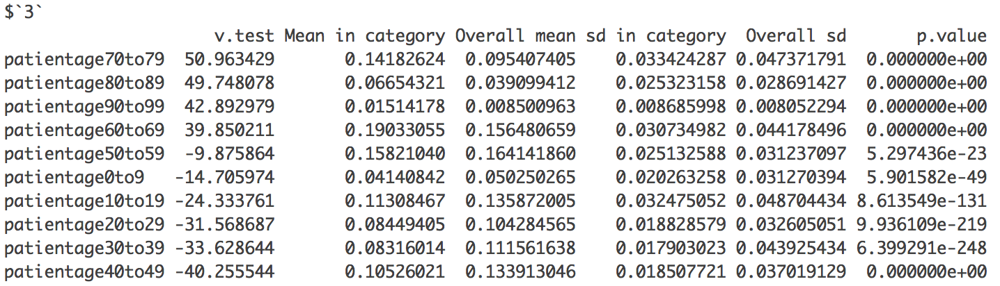 $`3`
v.test Mean in category Overall mean sd in category Overall sd p.value
patientage70to79 50.963429 0.14182624 0.095407405 0.033424287 0.047371791 0.000000e+00
patientage80to89 49.748078 0.06654321 0.039099412 0.025323158 0.028691427 0.000000e+00
patientage90to99 42.892979 0.01514178 0.008500963 0.008685998 0.008052294 0.000000e+00
patientage60to69 39.850211 0.19033055 0.156480659 0.030734982 0.044178496 0.000000e+00
patientage50to59 -9.875864 0.15821040 0.164141860 0.025132588 0.031237097 5.297436e-23
patientage0to9 -14.705974 0.04140842 0.050250265 0.020263258 0.031270394 5.901582e-49
patientage10to19 -24.333761 0.11308467 0.135872005 0.032475052 0.048704434 8.613549e-131
patientage20to29 -31.568687 0.08449405 0.104284565 0.018828579 0.032605051 9.936109e-219
patientage30to39 -33.628644 0.08316014 0.111561638 0.017903023 0.043925434 6.399291e-248
patientage40to49 -40.255544 0.10526021 0.133913046 0.018507721 0.037019129 0.000000e+00